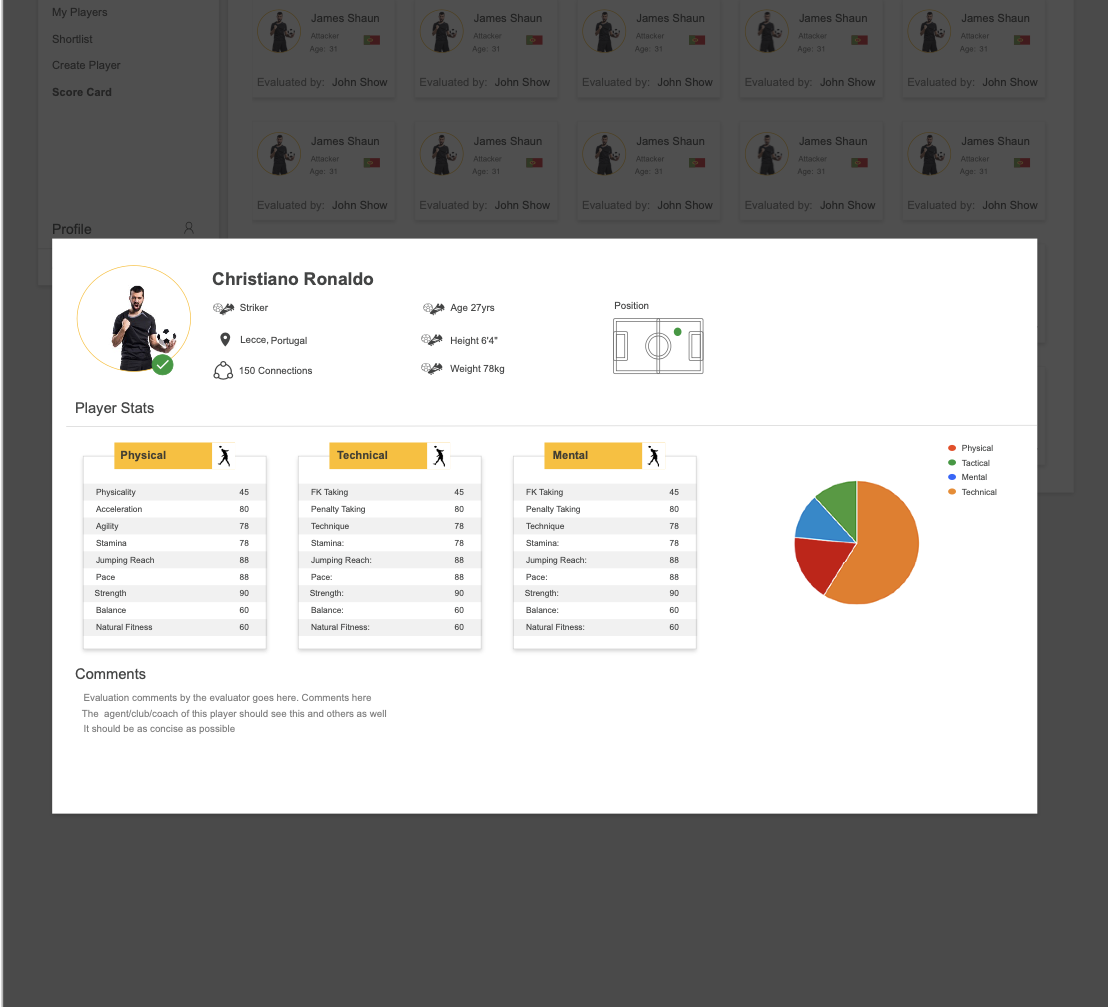 My Players
Shortlist
Create Player
Score Card
James Shaun James Shaun James Shaun James Shaun James Shaun
Attacker Attacker Attacker Attacker Attacker
Age: 31 Age: 31 Age: 31 Age: 31 Age: 31
Evaluated by: John Show Evaluated by: John Show Evaluated by: John Show Evaluated by: John Show Evaluated by: John Show
James Shaun James Shaun James Shaun James Shaun James Shaun
Attacker Attacker Attacker Attacker Attacker
Age: 31 Age: 31 Age: 31 Age: 31 Age: 31
Evaluated by: John Show Evaluated by: John Show Evaluated by: John Show Evaluated by: John Show Evaluated by: John Show
Profile
Christiano Ronaldo
Striker Age 27yrs Position
Lecce, Portugal Height 6'4"
150 Connections Weight 78kg
Player Stats
Physical
Physicality 45
Acceleration 80
Agility 78
Stamina 78
Jumping Reach 88
Pace 88
Strength 90
Balance 60
Natural Fitness 60
Technical
FK Taking 45
Penalty Taking 80
Technique 78
Stamina: 78
Jumping Reach: 88
Pace: 88
Strength: 90
Balance: 60
Natural Fitness: 60
Mental
FK Taking 45
Penalty Taking 80
Technique 78
Stamina: 78
Jumping Reach: 88
Pace: 88
Strength: 90
Balance: 60
Natural Fitness: 60
Physical
Tactical
Mental
Technical
Comments
Evaluation comments by the evaluator goes here. Comments here
The agent/club/coach of this player should see this and others as well
It should be as concise as possible